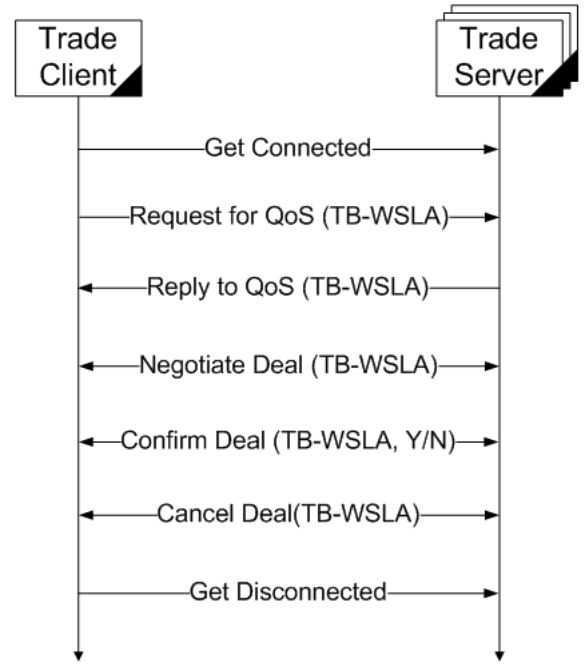 Trade
Client
Trade
Server
Get Connected
Request for QoS (TB-WSLA)
Reply to QoS (TB-WSLA)
Negotiate Deal (TB-WSLA)
Confirm Deal (TB-WSLA, Y/N)
Cancel Deal(TB-WSLA)
Get Disconnected